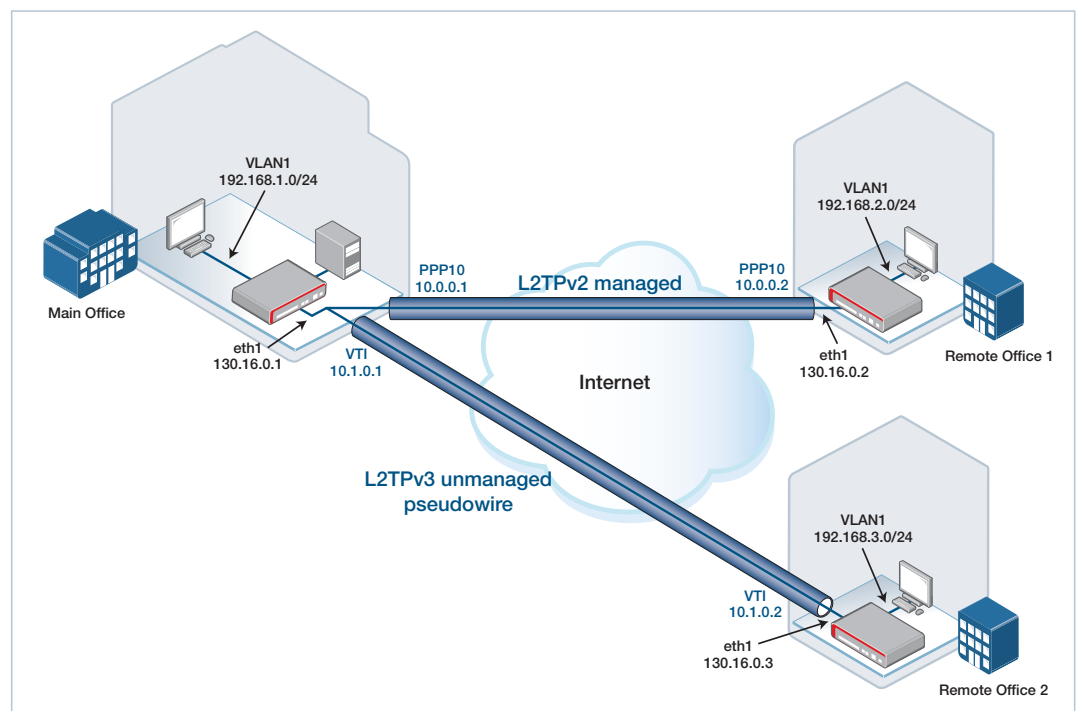 VLAN1
192.168.1.0/24
Main Office
eth1
130.16.0.1
PPP10
10.0.0.1
L2TPv2 managed
PPP10
10.0.0.2
VLAN1
192.168.2.0/24
eth1
130.16.0.2
Remote Office 1
VTI
10.1.0.1
Internet
L2TPv3 unmanaged
pseudowire
VLAN1
192.168.3.0/24
VTI
10.1.0.2
eth1
130.16.0.3
Remote Office 2